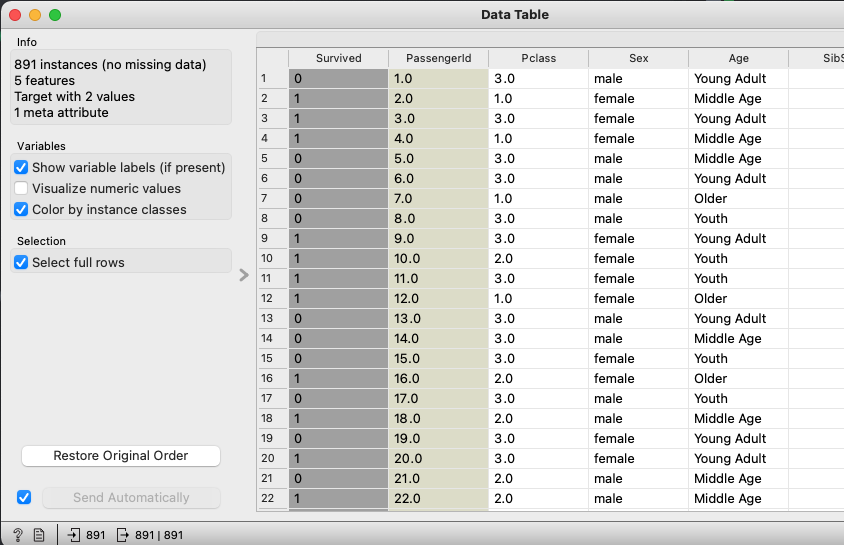 Data Table
Info
891 instances (no missing data)
5 features
Target with 2 values
1 meta attribute
Variables
Show variable labels (if present)
Visualize numeric values
Color by instance classes
Selection
Select full rows
Restore Original Order
Send Automatically
? 891 891 | 891
Survived PassengerId Pclass Sex Age SibS
1 0 1.0 3.0 male Young Adult
2 1 2.0 1.0 female Middle Age
3 1 3.0 3.0 female Young Adult
4 1 4.0 1.0 female Middle Age
5 0 5.0 3.0 male Middle Age
6 0 6.0 3.0 male Young Adult
7 0 7.0 1.0 male Older
8 0 8.0 3.0 male Youth
9 1 9.0 3.0 female Young Adult
10 1 10.0 2.0 female Youth
11 1 11.0 3.0 female Youth
12 1 12.0 1.0 female Older
13 0 13.0 3.0 male Young Adult
14 0 14.0 3.0 male Middle Age
15 0 15.0 3.0 female Youth
16 1 16.0 2.0 female Older
17 0 17.0 3.0 male Youth
18 1 18.0 2.0 male Middle Age
19 0 19.0 3.0 female Young Adult
20 1 20.0 3.0 female Young Adult
21 0 21.0 2.0 male Middle Age
22 1 22.0 2.0 male Middle Age